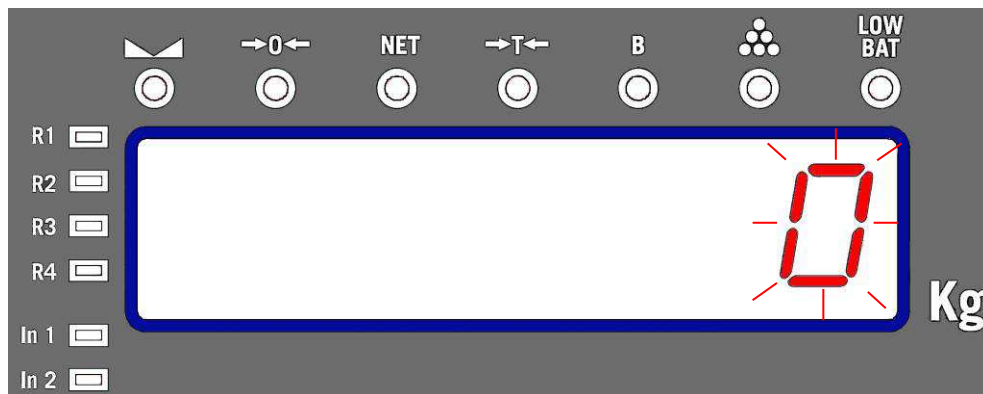 →0← NET →T← B LOW BAT
R1
R2
R3
R4
0
Kg
In 1
In 2